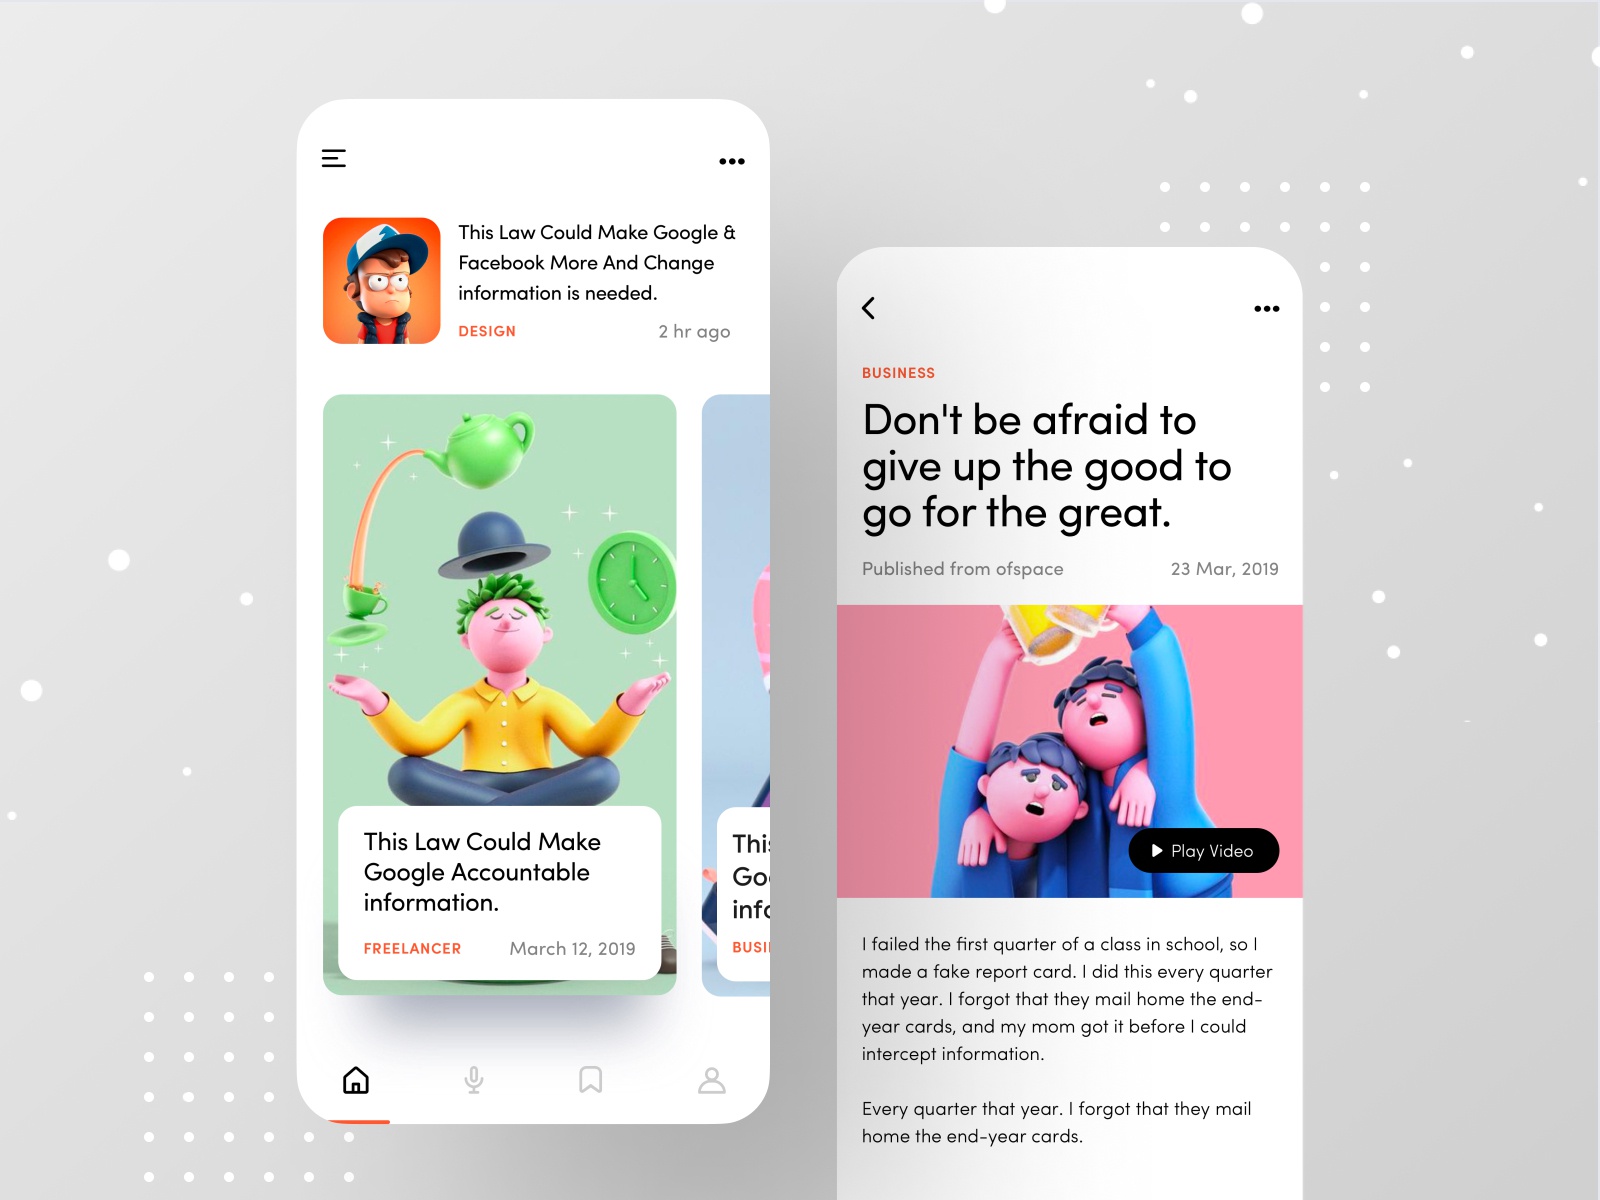 This Law Could Make Google &
Facebook More And Change
information is needed.
DESIGN 2 hr ago
This Law Could Make
Google Accountable
information.
FREELANCER March 12, 2019
BUSINESS
Don't be afraid to
give up the good to
go for the great.
Published from ofspace 23 Mar, 2019
Play Video
I failed the first quarter of a class in school, so I
made a fake report card. I did this every quarter
that year. I forgot that they mail home the end-
year cards, and my mom got it before I could
intercept information.
Every quarter that year. I forgot that they mail
home the end-year cards.